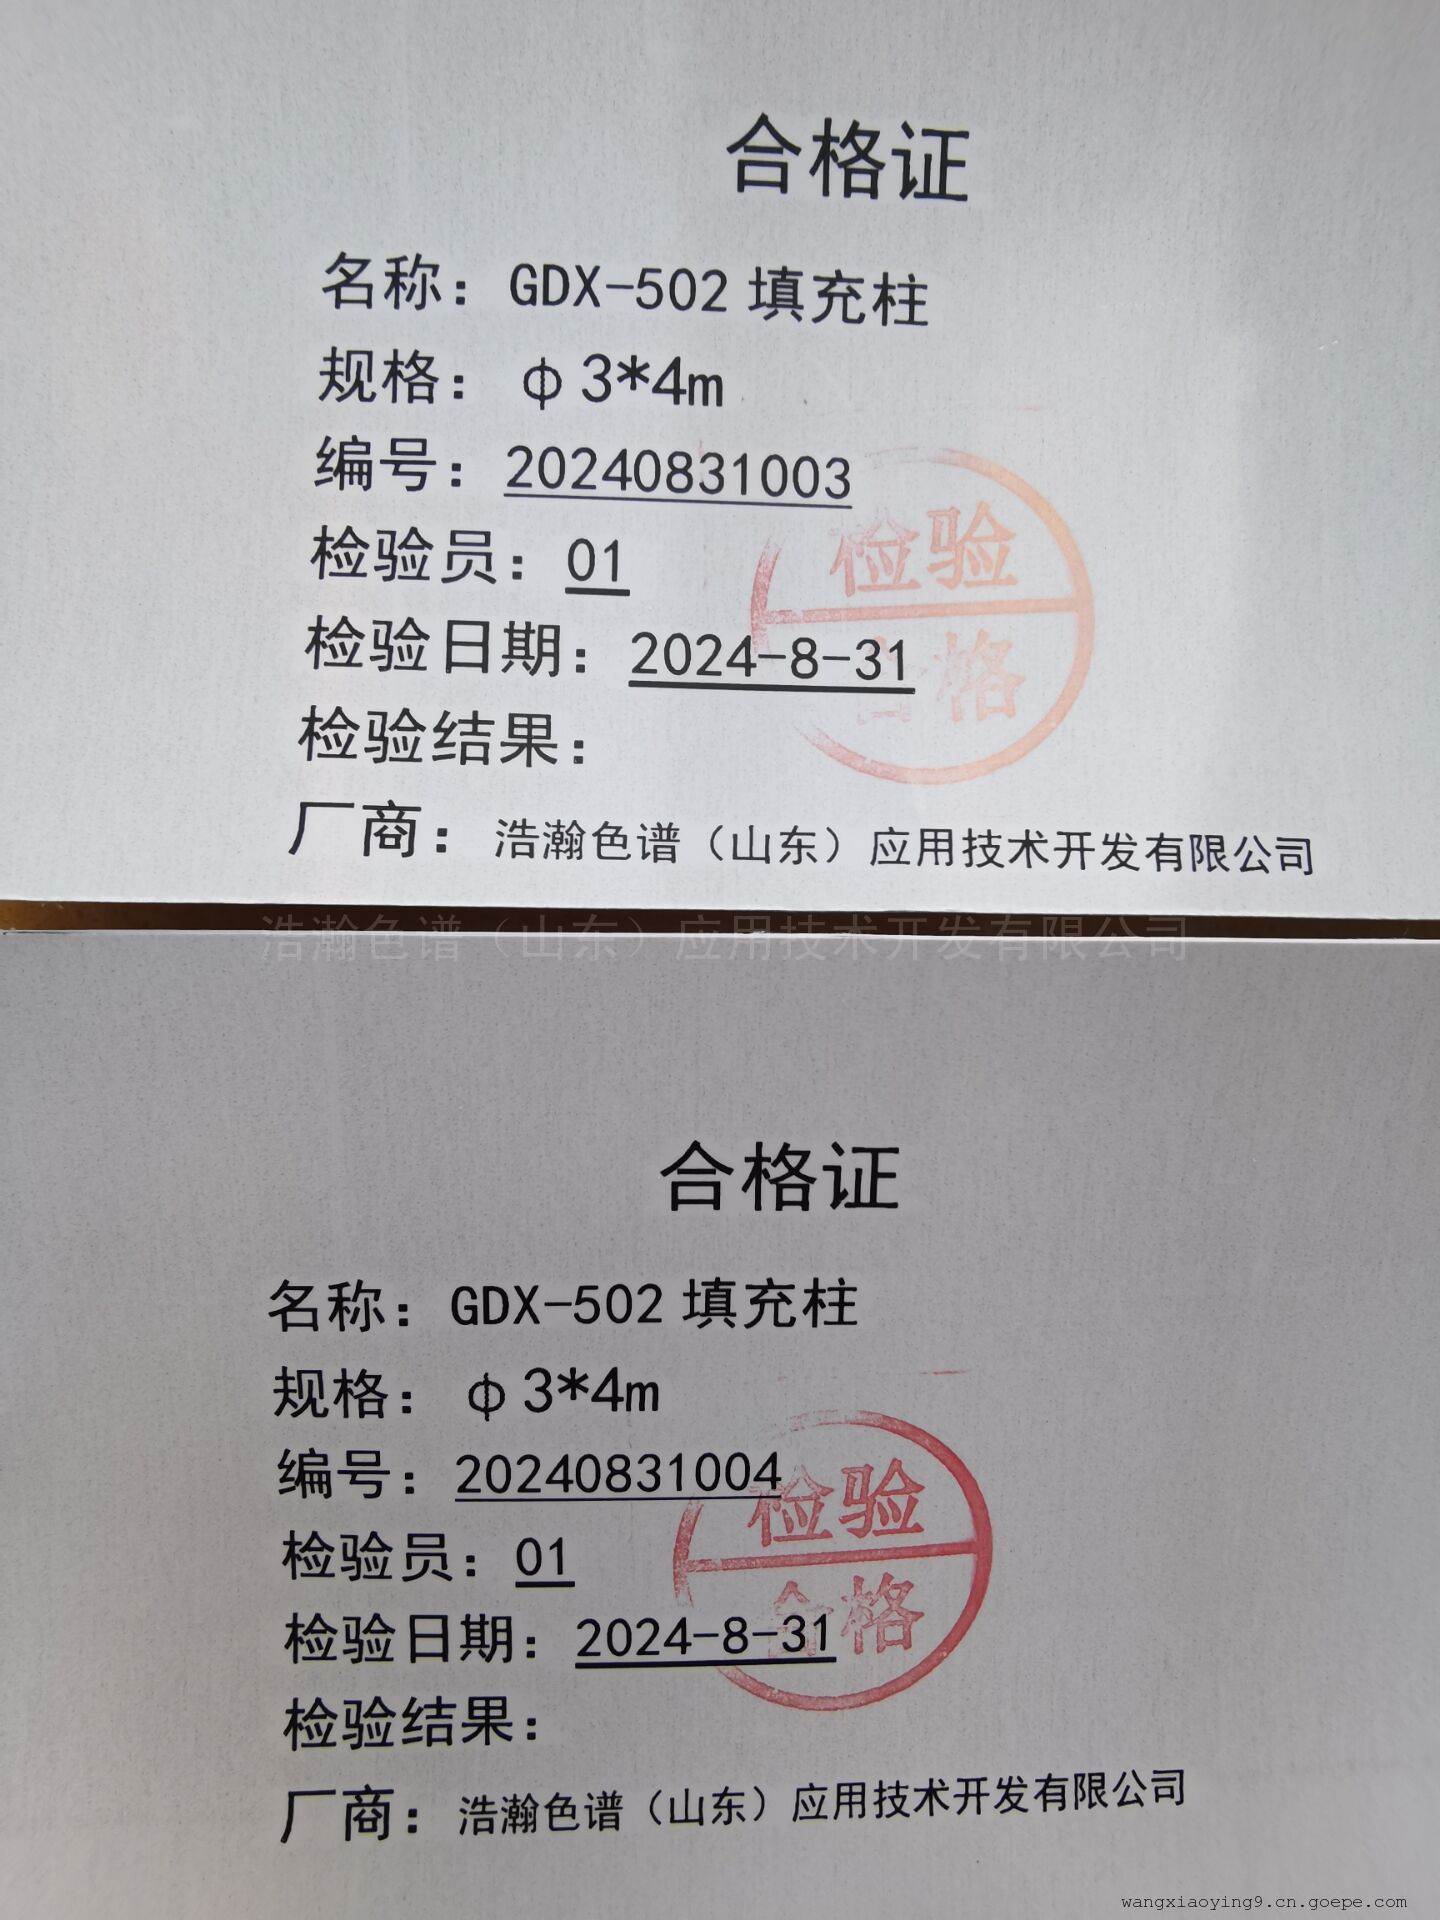 合格证
名称：GDX-502 填充柱
规格：φ3*4m
编号：20240831003
检验员：01
检验日期：2024-8-31
检验结果：
检验
合格
厂商：浩瀚色谱（山东）应用技术开发有限公司
浩瀚色谱（山东）应用技术开发有限公司
合格证
名称：GDX-502 填充柱
规格：φ3*4m
编号：20240831004
检验员：01
检验日期：2024-8-31
检验结果：
检验
合格
厂商：浩瀚色谱（山东）应用技术开发有限公司
wangxiaoying9.cn.goepe.com